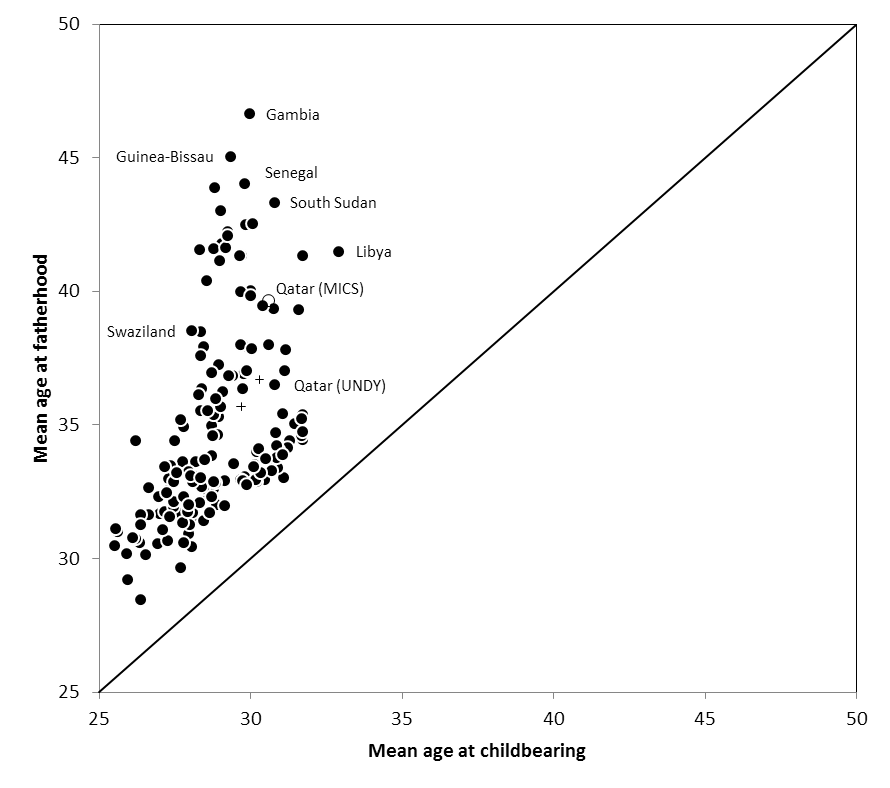 50
Gambia
45
Guinea-Bissau
Senegal
South Sudan
Libya
40
Qatar (MICS)
Swaziland
Qatar (UNDY)
35
30
25
Mean age at fatherhood
25 30 35 40 45 50
Mean age at childbearing